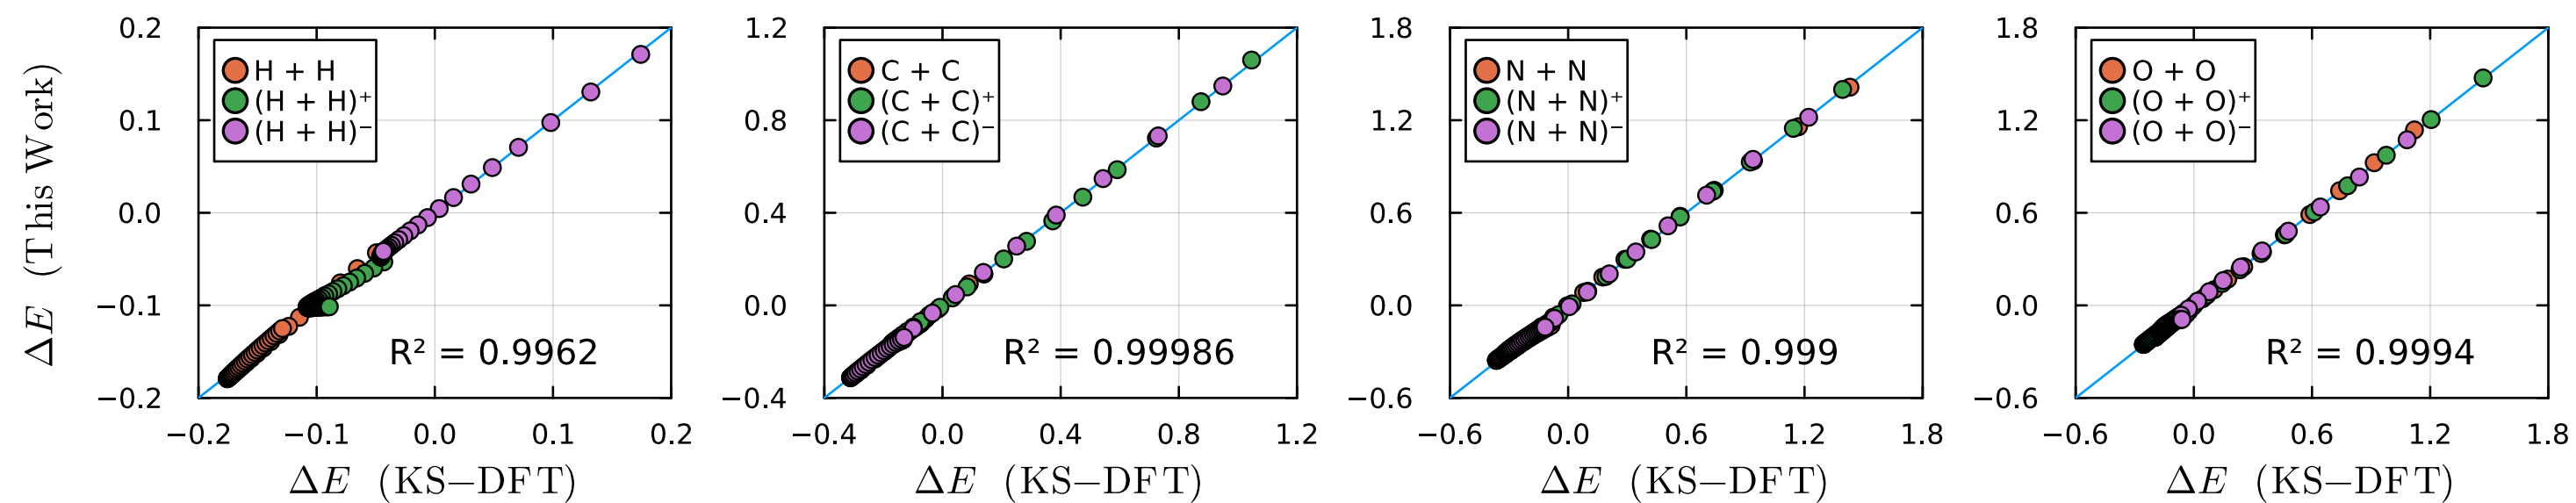 ΔE (This Work)
0.2
0.1
0.0
−0.1
−0.2
H + H
(H + H)⁺
(H + H)⁻
R² = 0.9962
−0.2 −0.1 0.0 0.1 0.2
ΔE (KS−DFT)
1.2
0.8
0.4
0.0
−0.4
C + C
(C + C)⁺
(C + C)⁻
R² = 0.99986
−0.4 0.0 0.4 0.8 1.2
ΔE (KS−DFT)
1.8
1.2
0.6
0.0
−0.6
N + N
(N + N)⁺
(N + N)⁻
R² = 0.999
−0.6 0.0 0.6 1.2 1.8
ΔE (KS−DFT)
1.8
1.2
0.6
0.0
−0.6
O + O
(O + O)⁺
(O + O)⁻
R² = 0.9994
−0.6 0.0 0.6 1.2 1.8
ΔE (KS−DFT)